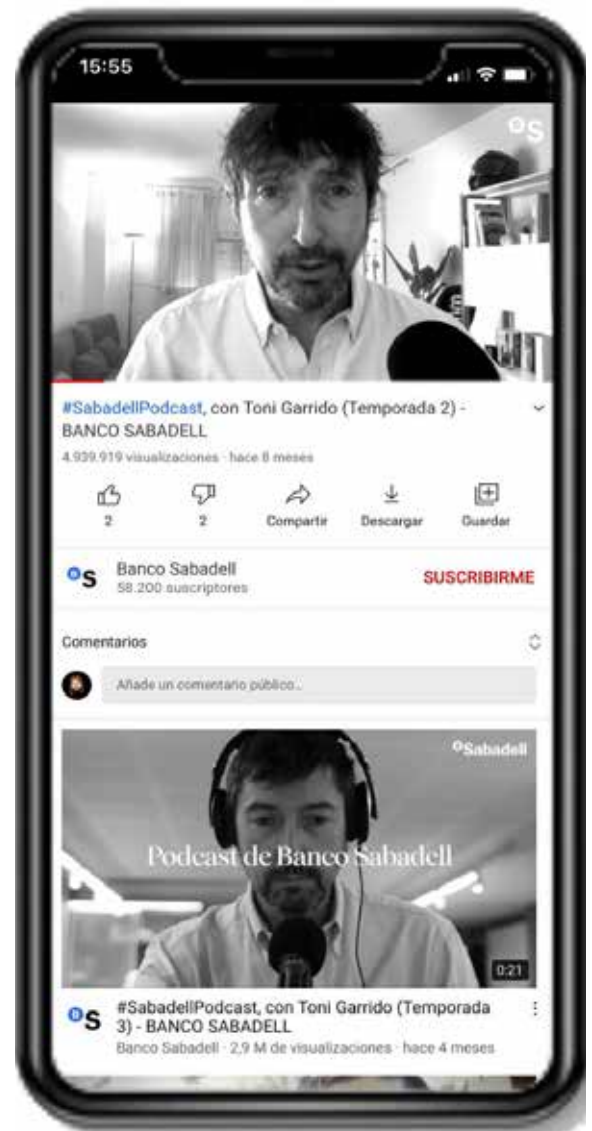 15:55
S
#SabadellPodcast, con Toni Garrido (Temporada 2) -
BANCO SABADELL
4.939.919 visualizaciones · hace 8 meses
2
2
Compartir
Descargar
Guardar
S
Banco Sabadell
58.200 suscriptores
SUSCRIBIRME
Comentarios
Añade un comentario público...
Sabadell
Podcast de Banco Sabadell
0:21
S
#SabadellPodcast, con Toni Garrido (Temporada
3) - BANCO SABADELL
Banco Sabadell · 2,9 M de visualizaciones · hace 4 meses